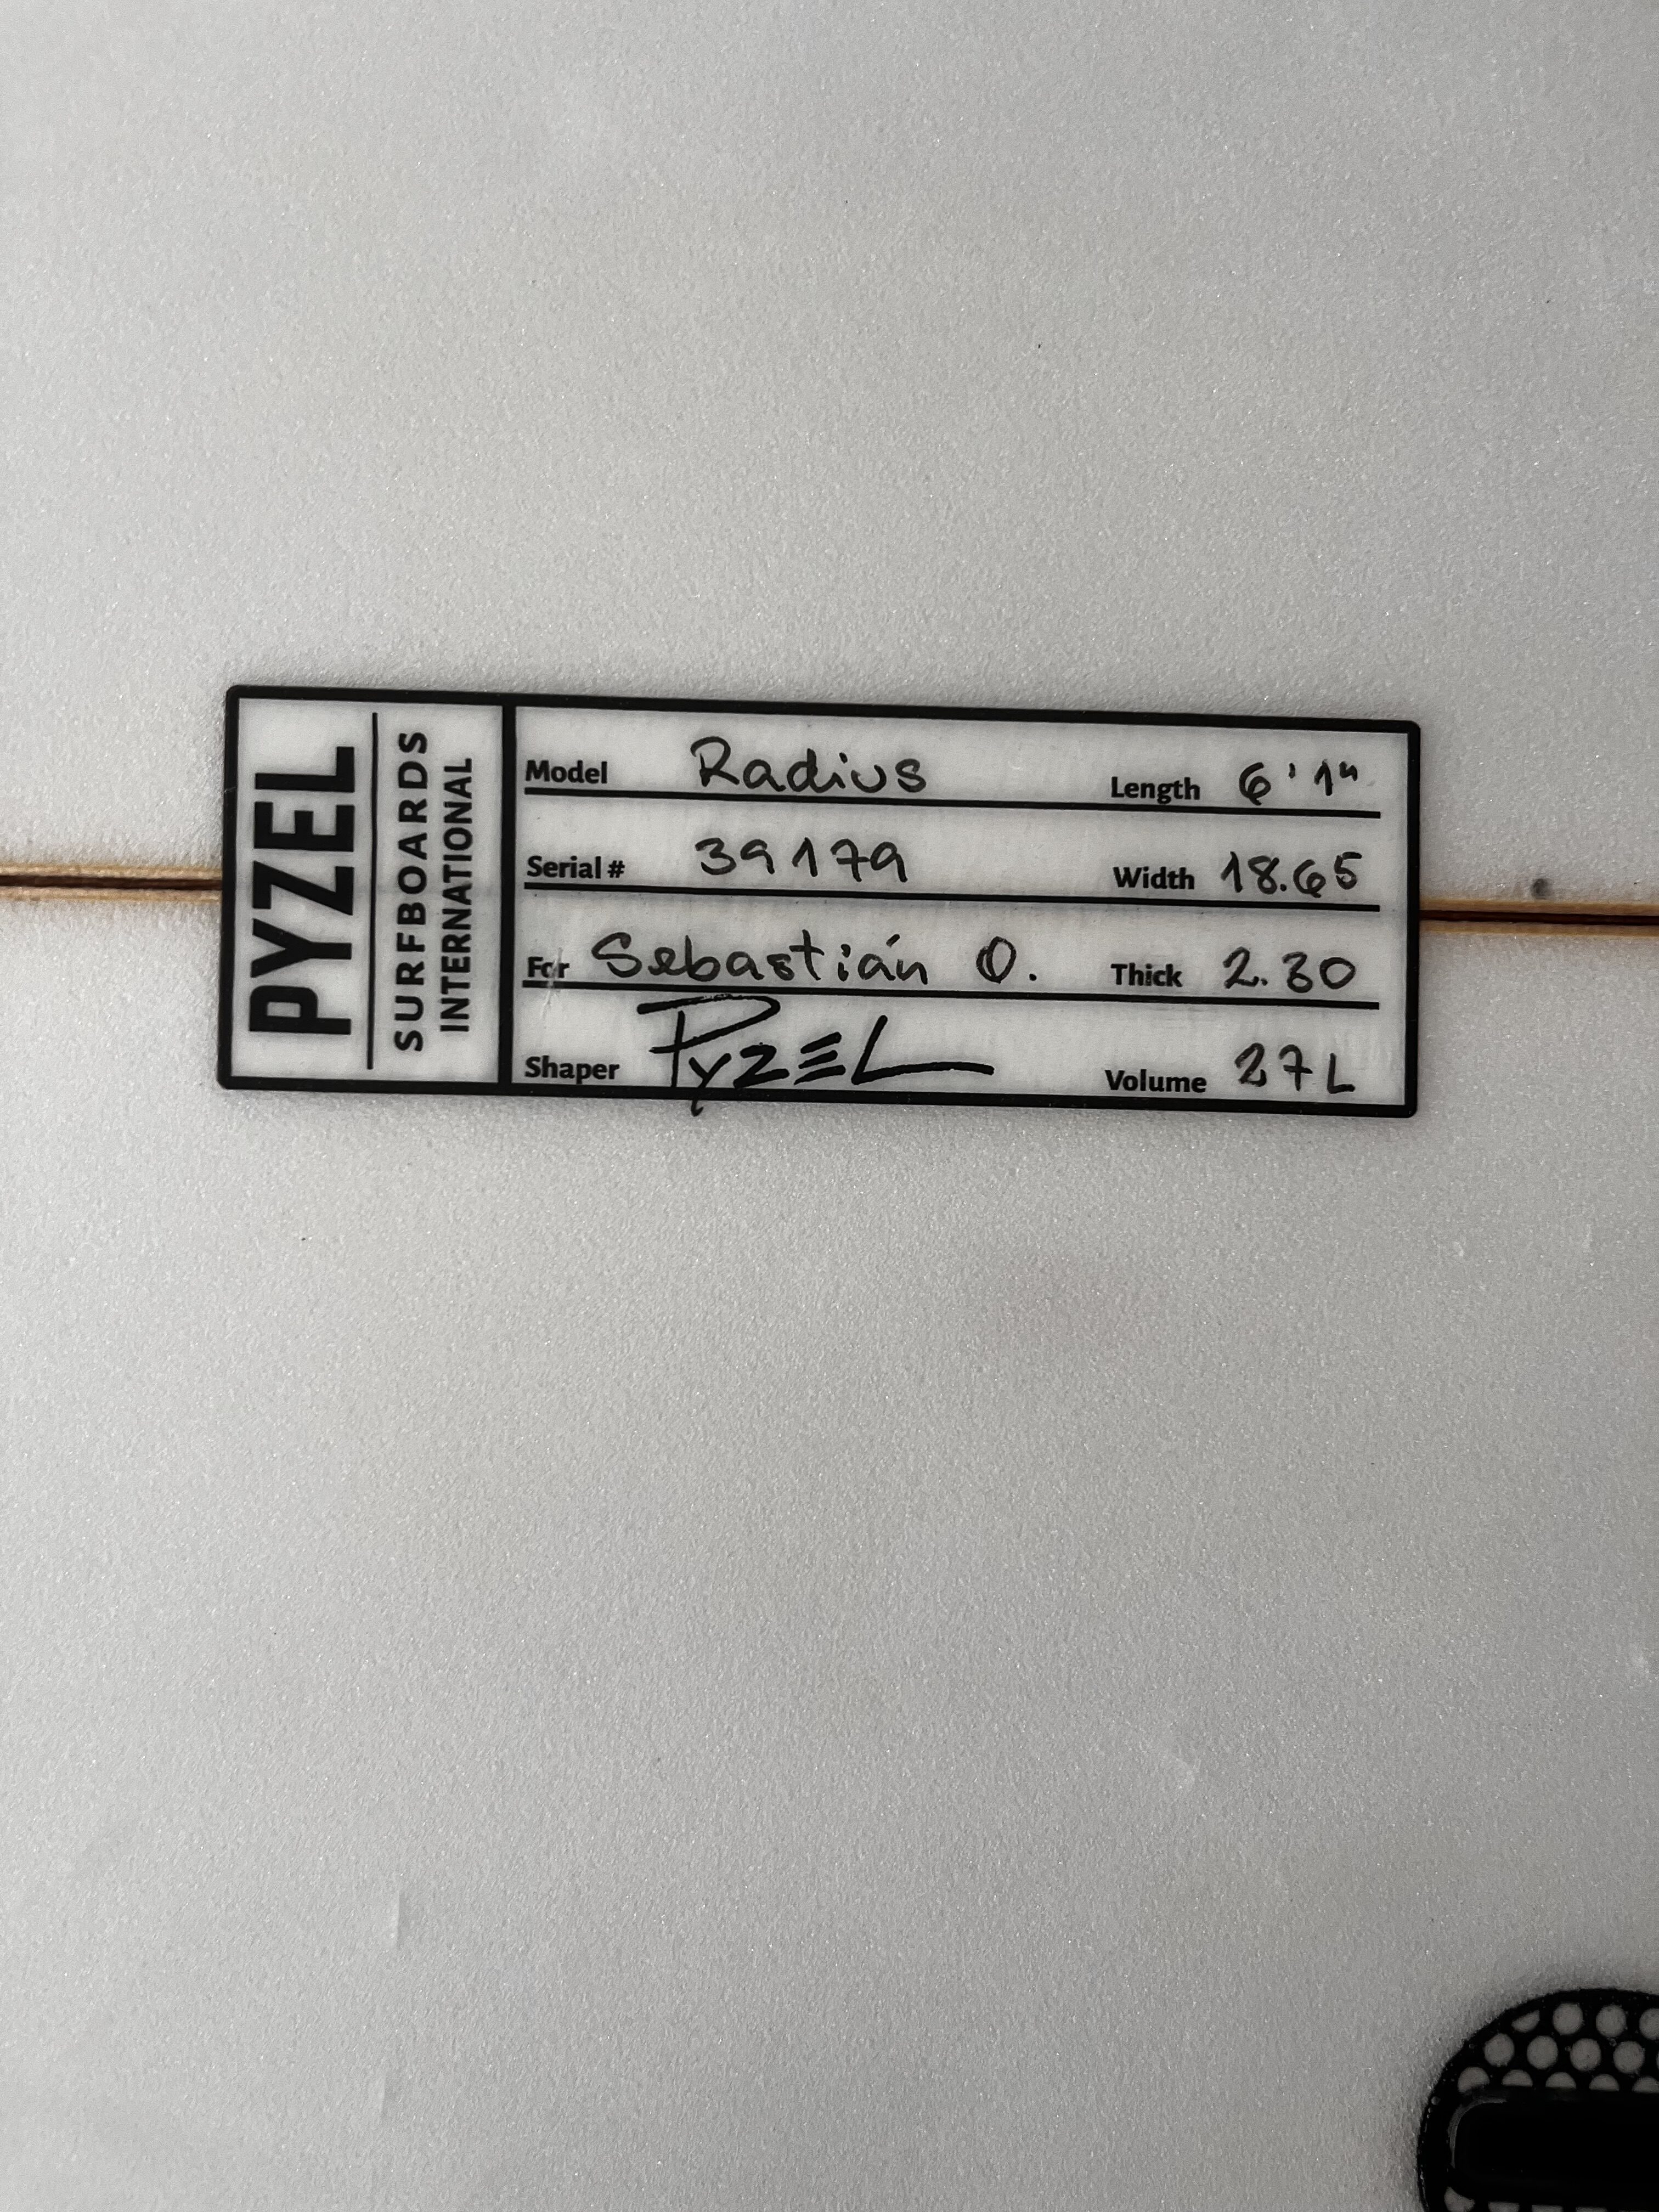 PYZEL
SURFBOARDS
INTERNATIONAL
Model Radius Length 6'1"
Serial # 39179 Width 18.65
For Sebastián O. Thick 2.30
Shaper PYZEL Volume 27L